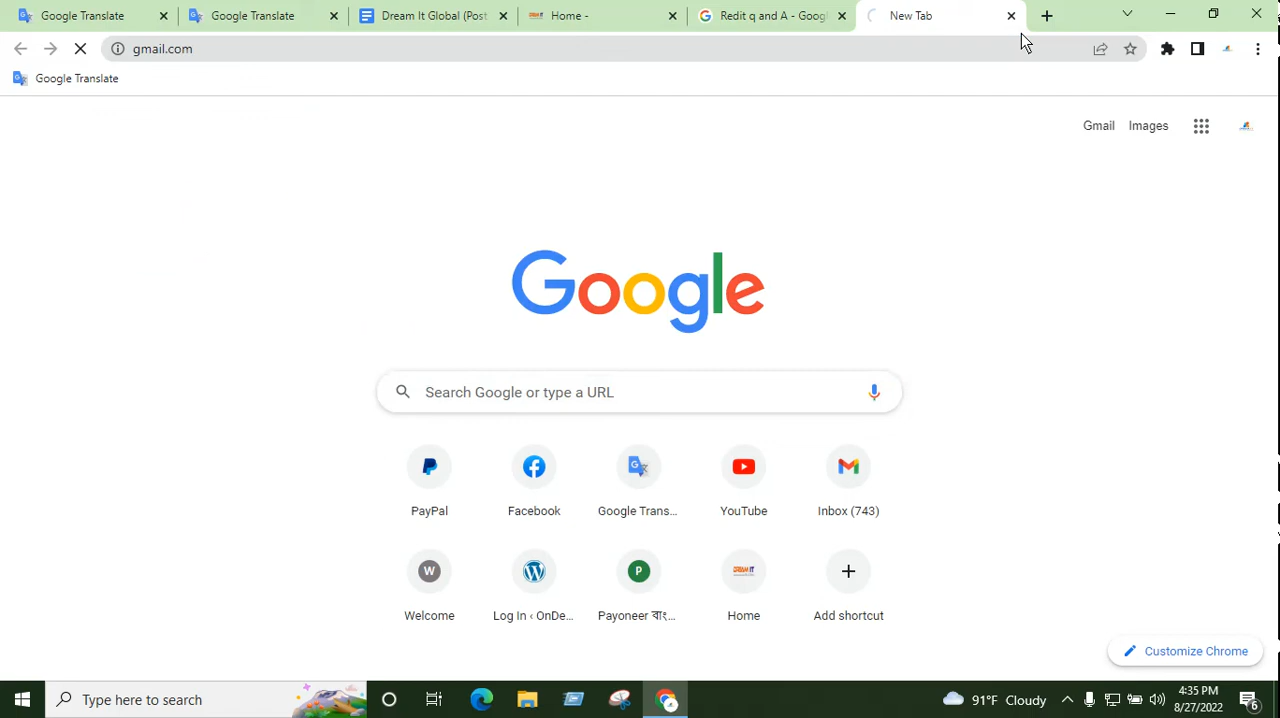 Google Translate
Google Translate
Dream It Global (Post
Home -
Redit q and A - Googl
New Tab
gmail.com
Google Translate
Gmail
Images
Google
Search Google or type a URL
PayPal
Facebook
Google Trans...
YouTube
Inbox (743)
W
P
Welcome
Log In ‹ OnDe...
Payoneer বাং...
Home
Add shortcut
Customize Chrome
Type here to search
91°F Cloudy
4:35 PM
8/27/2022
6